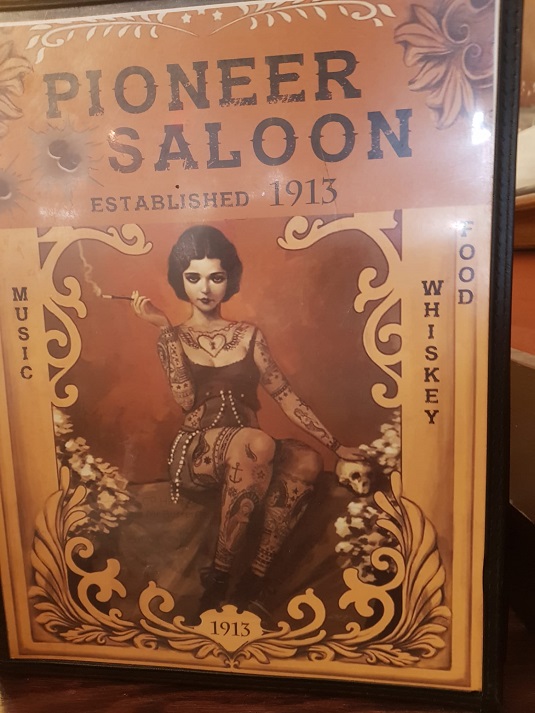 PIONEER
SALOON
ESTABLISHED 1913
MUSIC
FOOD
WHISKEY
1913